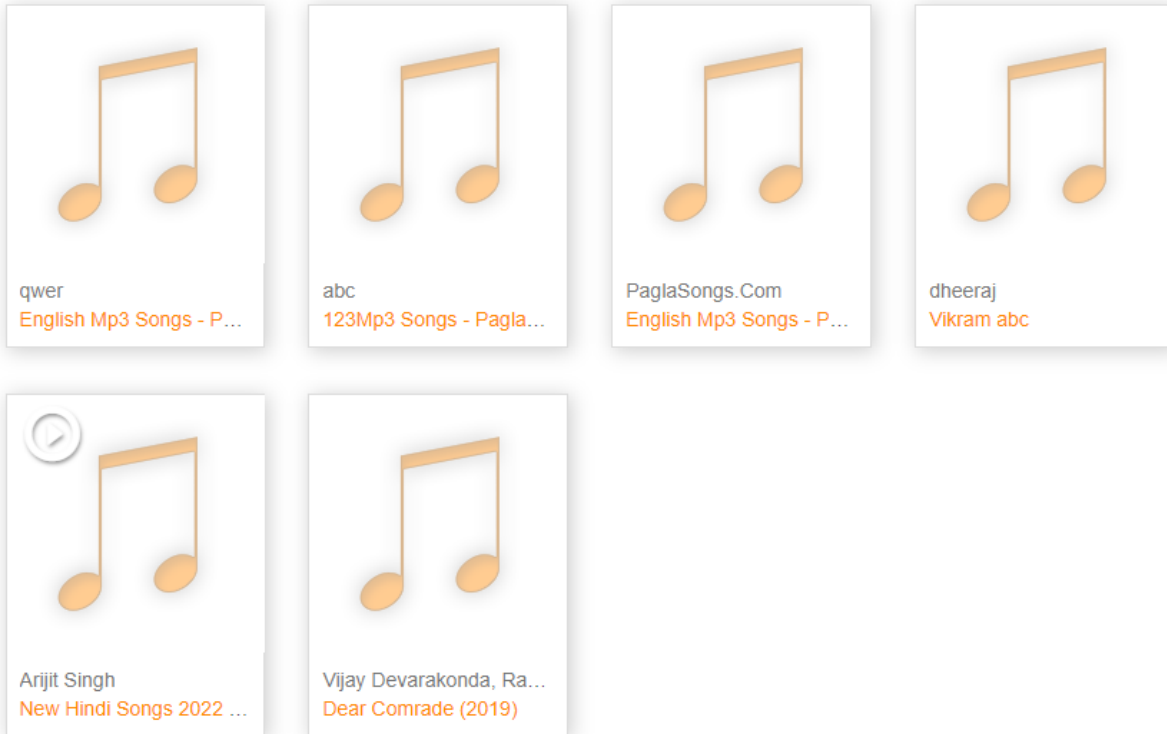 qwer
English Mp3 Songs - P...
abc
123Mp3 Songs - Pagla...
PaglaSongs.Com
English Mp3 Songs - P...
dheeraj
Vikram abc
Arijit Singh
New Hindi Songs 2022 ...
Vijay Devarakonda, Ra...
Dear Comrade (2019)